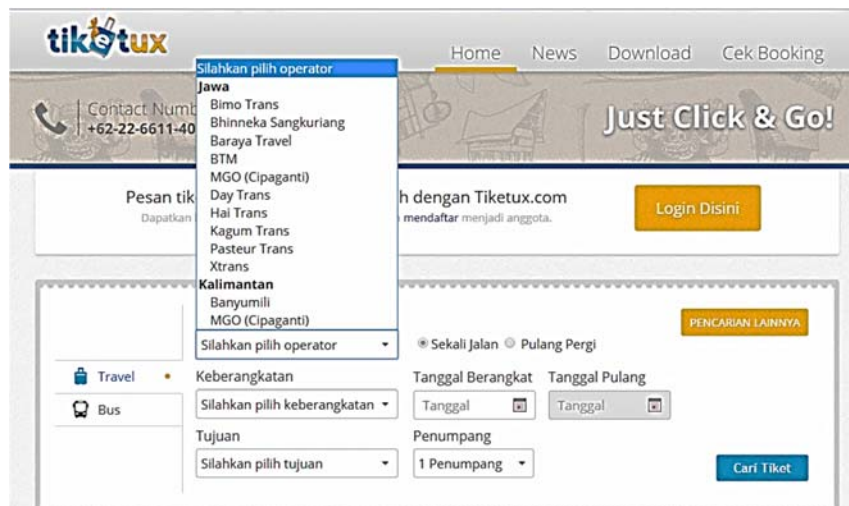 tiketux
Home News Download Cek Booking
Contact Numb
+62-22-6611-40
Just Click & Go!
Pesan tik h dengan Tiketux.com
Dapatkan mendaftar menjadi anggota.
Login Disini
Silahkan pilih operator
Jawa
Bimo Trans
Bhinneka Sangkuriang
Baraya Travel
BTM
MGO (Cipaganti)
Day Trans
Hai Trans
Kagum Trans
Pasteur Trans
Xtrans
Kalimantan
Banyumili
MGO (Cipaganti)
PENCARIAN LAINNYA
Silahkan pilih operator
Sekali Jalan Pulang Pergi
Travel
Bus
Keberangkatan
Silahkan pilih keberangkatan
Tanggal Berangkat Tanggal Pulang
Tanggal Tanggal
Tujuan
Silahkan pilih tujuan
Penumpang
1 Penumpang
Cari Tiket